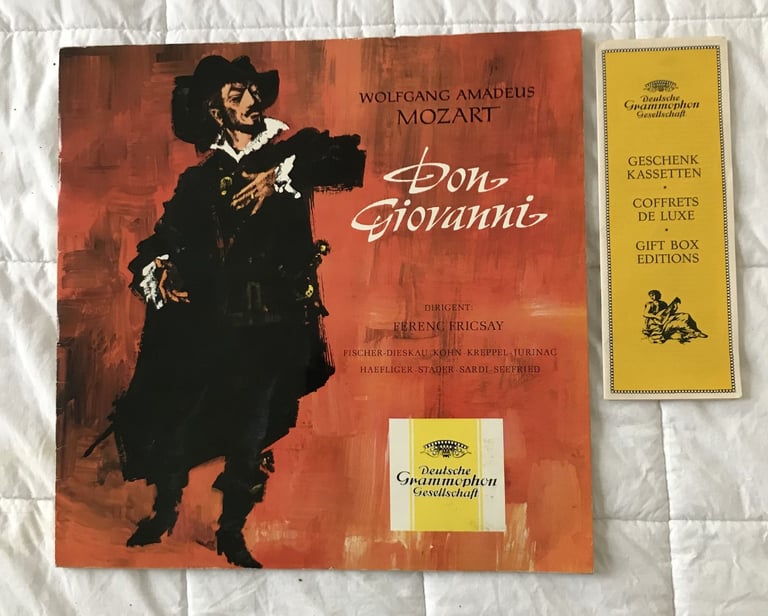 WOLFGANG AMADEUS
MOZART
Don
Giovanni
DIRIGENT:
FERENC FRICSAY
FISCHER-DIESKAU·KOHN·KREPPEL·JURINAC
HAEFLIGER·STADER·SARDI·SEEFRIED
Deutsche
Grammophon
Gesellschaft
Deutsche
Grammophon
Gesellschaft
GESCHENK
KASSETTEN
•
COFFRETS
DE LUXE
•
GIFT BOX
EDITIONS